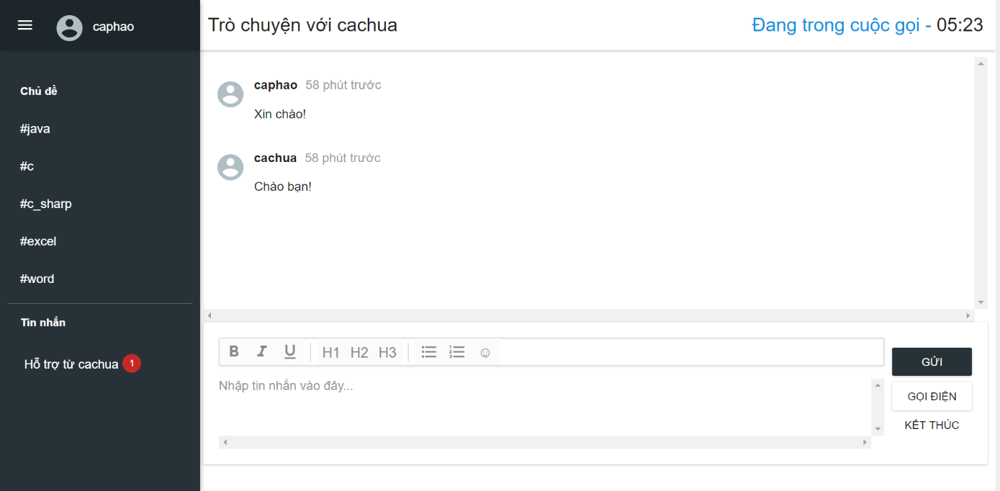 caphao
Chủ đề
#java
#c
#c_sharp
#excel
#word
Tin nhắn
Hỗ trợ từ cachua 1
Trò chuyện với cachua
Đang trong cuộc gọi - 05:23
caphao 58 phút trước
Xin chào!
cachua 58 phút trước
Chào bạn!
B I U H1 H2 H3
Nhập tin nhắn vào đây...
GỬI
GỌI ĐIỆN
KẾT THÚC